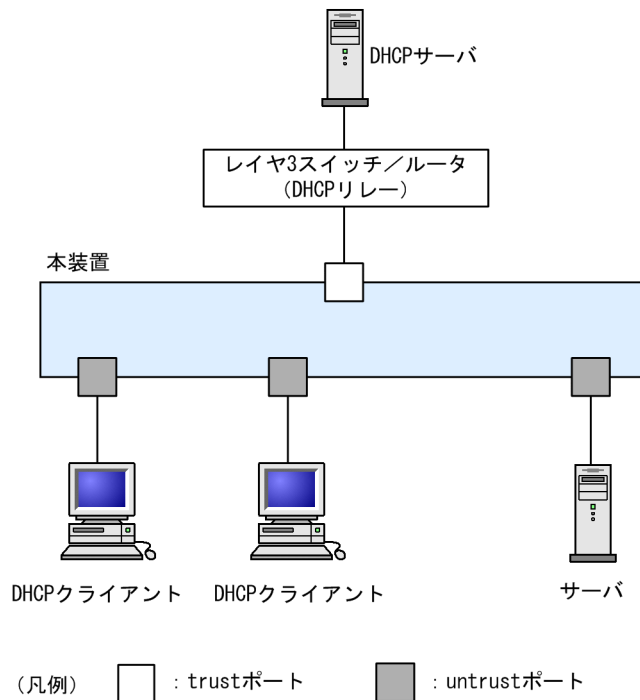 DHCPサーバ
レイヤ3スイッチ／ルータ
(DHCPリレー)
本装置
DHCPクライアント DHCPクライアント サーバ
(凡例) : trustポート : untrustポート